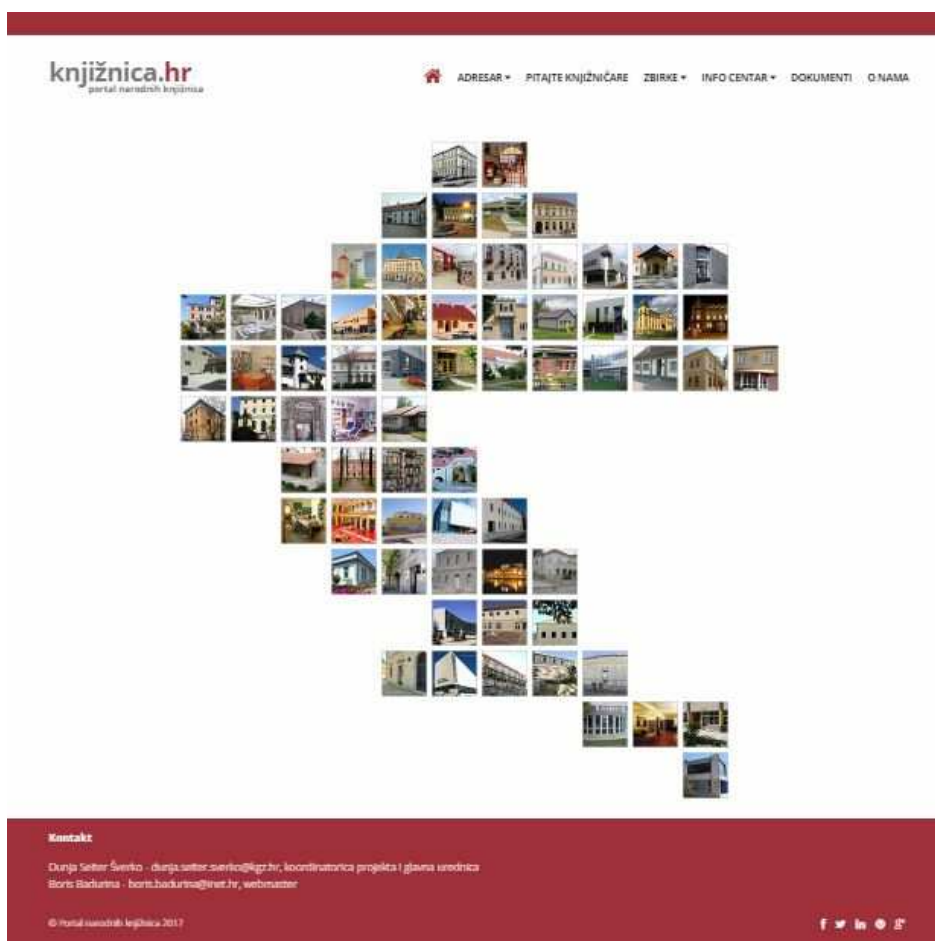 knjižnica.hr
portal narodnih knjižnica
ADRESAR PITAJTE KNJIŽNIČARE ZBIRKE INFO CENTAR DOKUMENTI O NAMA
Kontakt
Dunja Seiter Šverko - dunja.seiter.sverko@kgz.hr, koordinatorica projekta i glavna urednica
Boris Badurina - boris.badurina@inet.hr, webmaster
© Portal narodnih knjižnica 2017